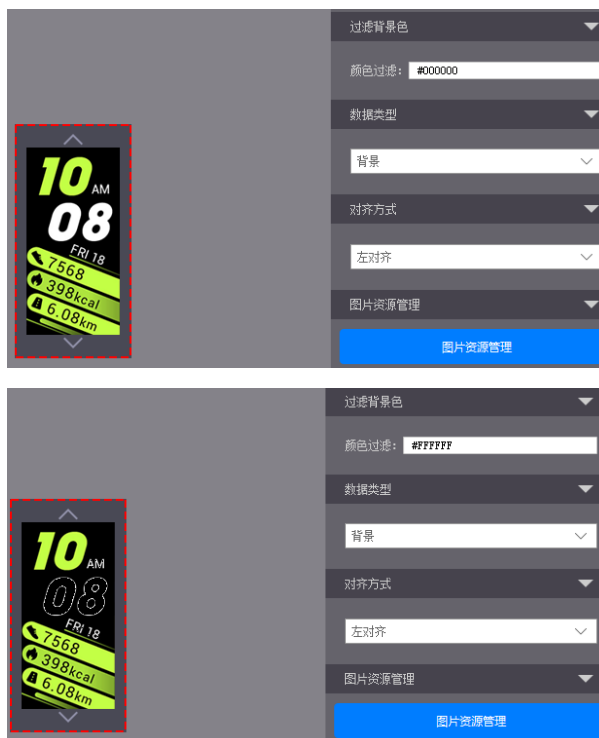 过滤背景色
颜色过滤: #000000
数据类型
背景
10 AM
08
FRI 18
7568
398kcal
6.08km
对齐方式
左对齐
图片资源管理
图片资源管理
过滤背景色
颜色过滤: #FFFFFF
数据类型
背景
10 AM
08
FRI 18
7568
398kcal
6.08km
对齐方式
左对齐
图片资源管理
图片资源管理